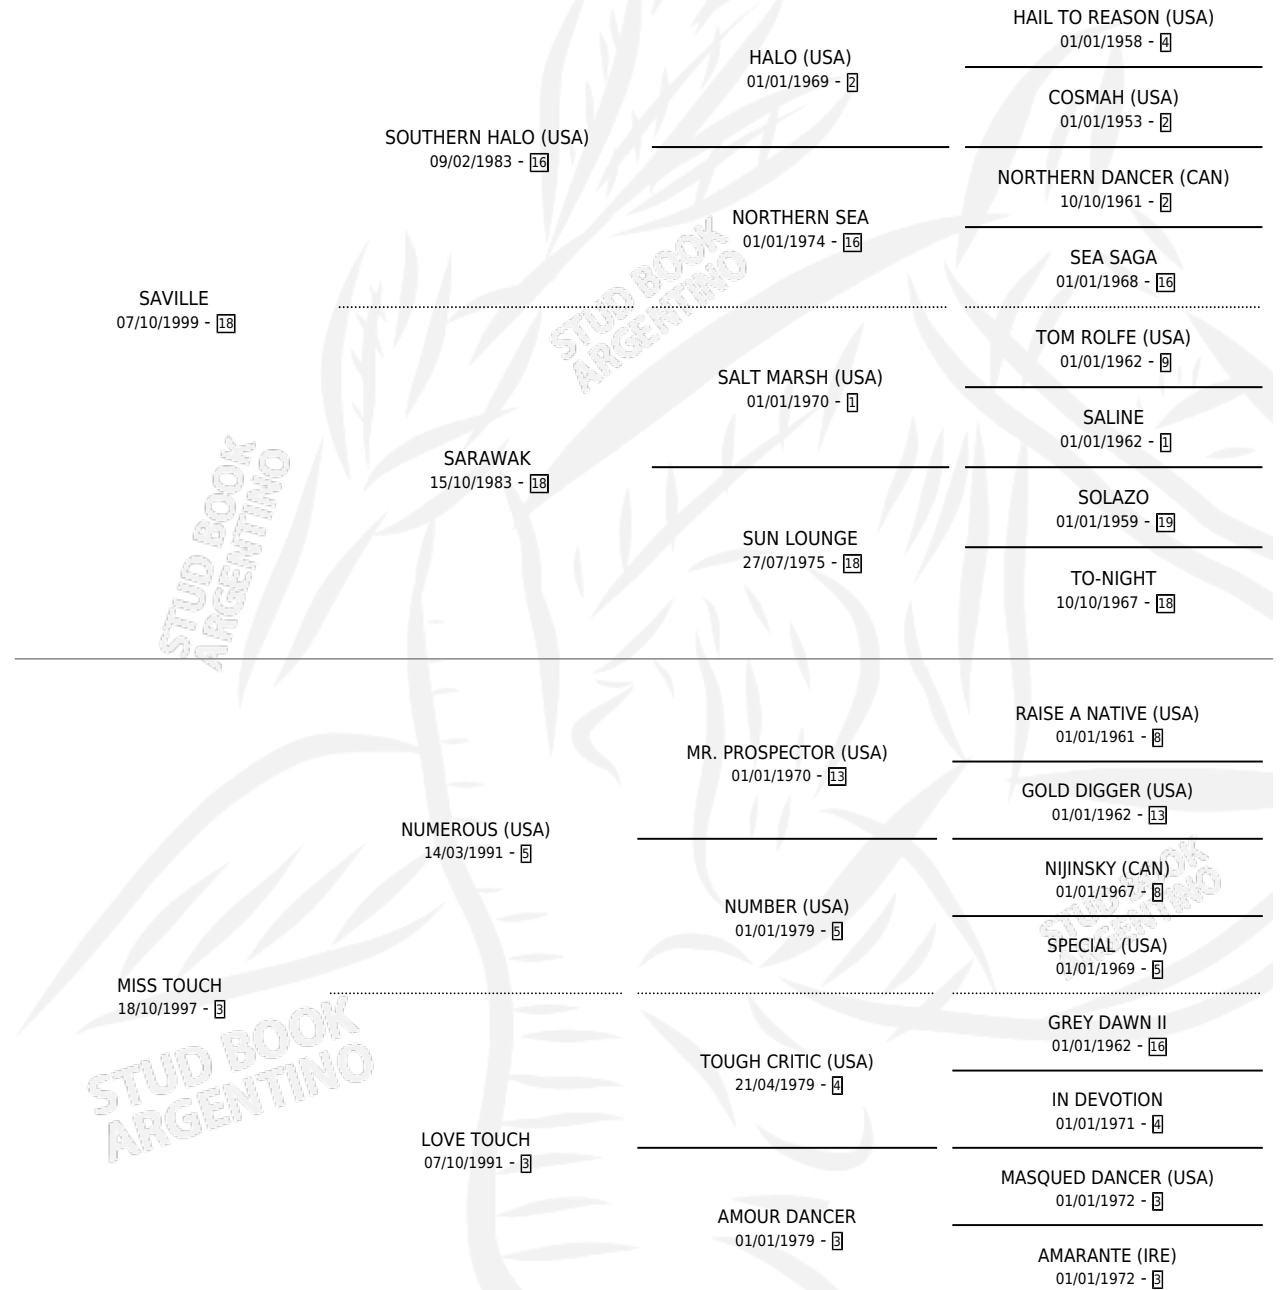 HAIL TO REASON (USA)
01/01/1958 - 4
HALO (USA)
01/01/1969 - 2
COSMAH (USA)
01/01/1953 - 2
SOUTHERN HALO (USA)
09/02/1983 - 16
NORTHERN DANCER (CAN)
10/10/1961 - 2
NORTHERN SEA
01/01/1974 - 16
SEA SAGA
01/01/1968 - 16
SAVILLE
07/10/1999 - 18
STUD BOOK
ARGENTINO
TOM ROLFE (USA)
01/01/1962 - 9
SALT MARSH (USA)
01/01/1970 - 1
SALINE
01/01/1962 - 1
SARAWAK
15/10/1983 - 18
SOLAZO
01/01/1959 - 19
SUN LOUNGE
27/07/1975 - 18
TO-NIGHT
10/10/1967 - 18
STUD BOOK
ARGENTINO
RAISE A NATIVE (USA)
01/01/1961 - 8
MR. PROSPECTOR (USA)
01/01/1970 - 13
GOLD DIGGER (USA)
01/01/1962 - 13
NUMEROUS (USA)
14/03/1991 - 5
NIJINSKY (CAN)
01/01/1967 - 8
NUMBER (USA)
01/01/1979 - 5
SPECIAL (USA)
01/01/1969 - 5
STUD BOOK
ARGENTINO
MISS TOUCH
18/10/1997 - 3
GREY DAWN II
01/01/1962 - 16
TOUGH CRITIC (USA)
21/04/1979 - 4
IN DEVOTION
01/01/1971 - 4
STUD BOOK
ARGENTINO
LOVE TOUCH
07/10/1991 - 3
MASQUED DANCER (USA)
01/01/1972 - 3
AMOUR DANCER
01/01/1979 - 3
AMARANTE (IRE)
01/01/1972 - 3